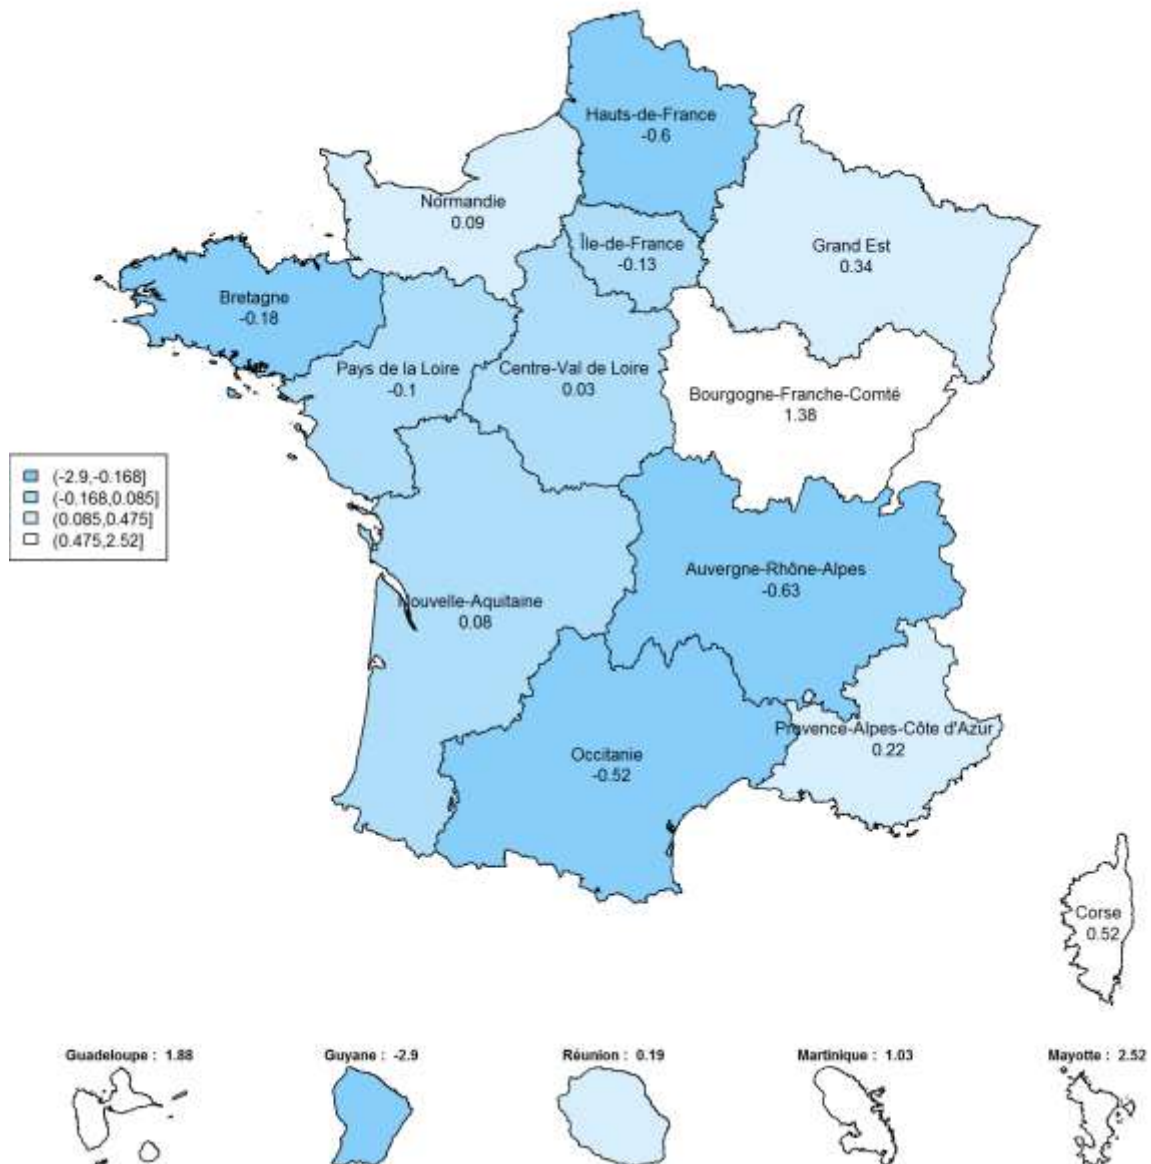 Hauts-de-France
-0.6
Normandie
0.09
Île-de-France
-0.13
Grand Est
0.34
Bretagne
-0.18
Pays de la Loire
-0.1
Centre-Val de Loire
0.03
Bourgogne-Franche-Comté
1.38
(-2.9,-0.168]
(-0.168,0.085]
(0.085,0.475]
(0.475,2.52]
Auvergne-Rhône-Alpes
-0.63
Nouvelle-Aquitaine
0.08
Provence-Alpes-Côte d'Azur
0.22
Occitanie
-0.52
Corse
0.52
Guadeloupe : 1.88
Guyane : -2.9
Réunion : 0.19
Martinique : 1.03
Mayotte : 2.52